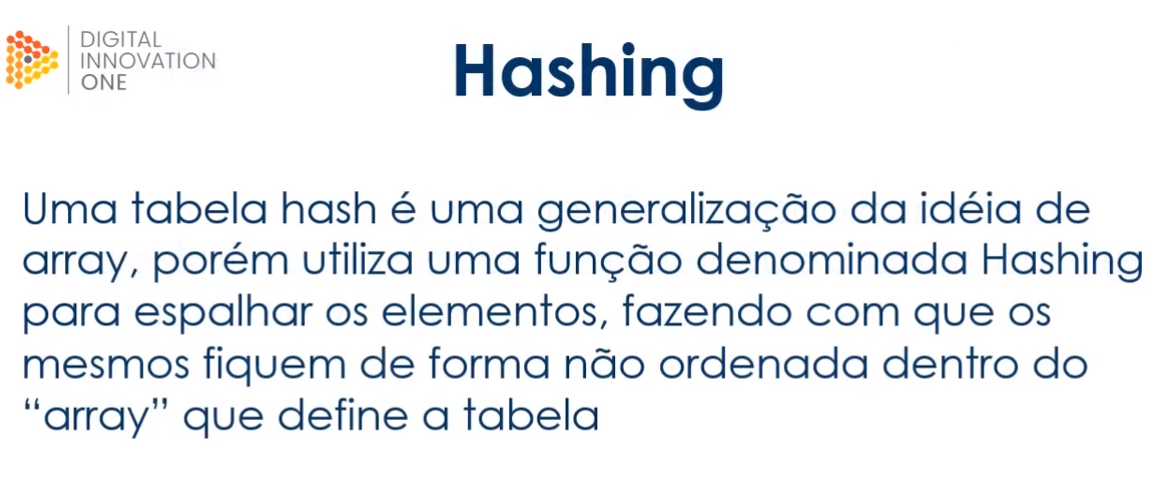 DIGITAL
INNOVATION
ONE
Hashing
Uma tabela hash é uma generalização da idéia de
array, porém utiliza uma função denominada Hashing
para espalhar os elementos, fazendo com que os
mesmos fiquem de forma não ordenada dentro do
“array” que define a tabela